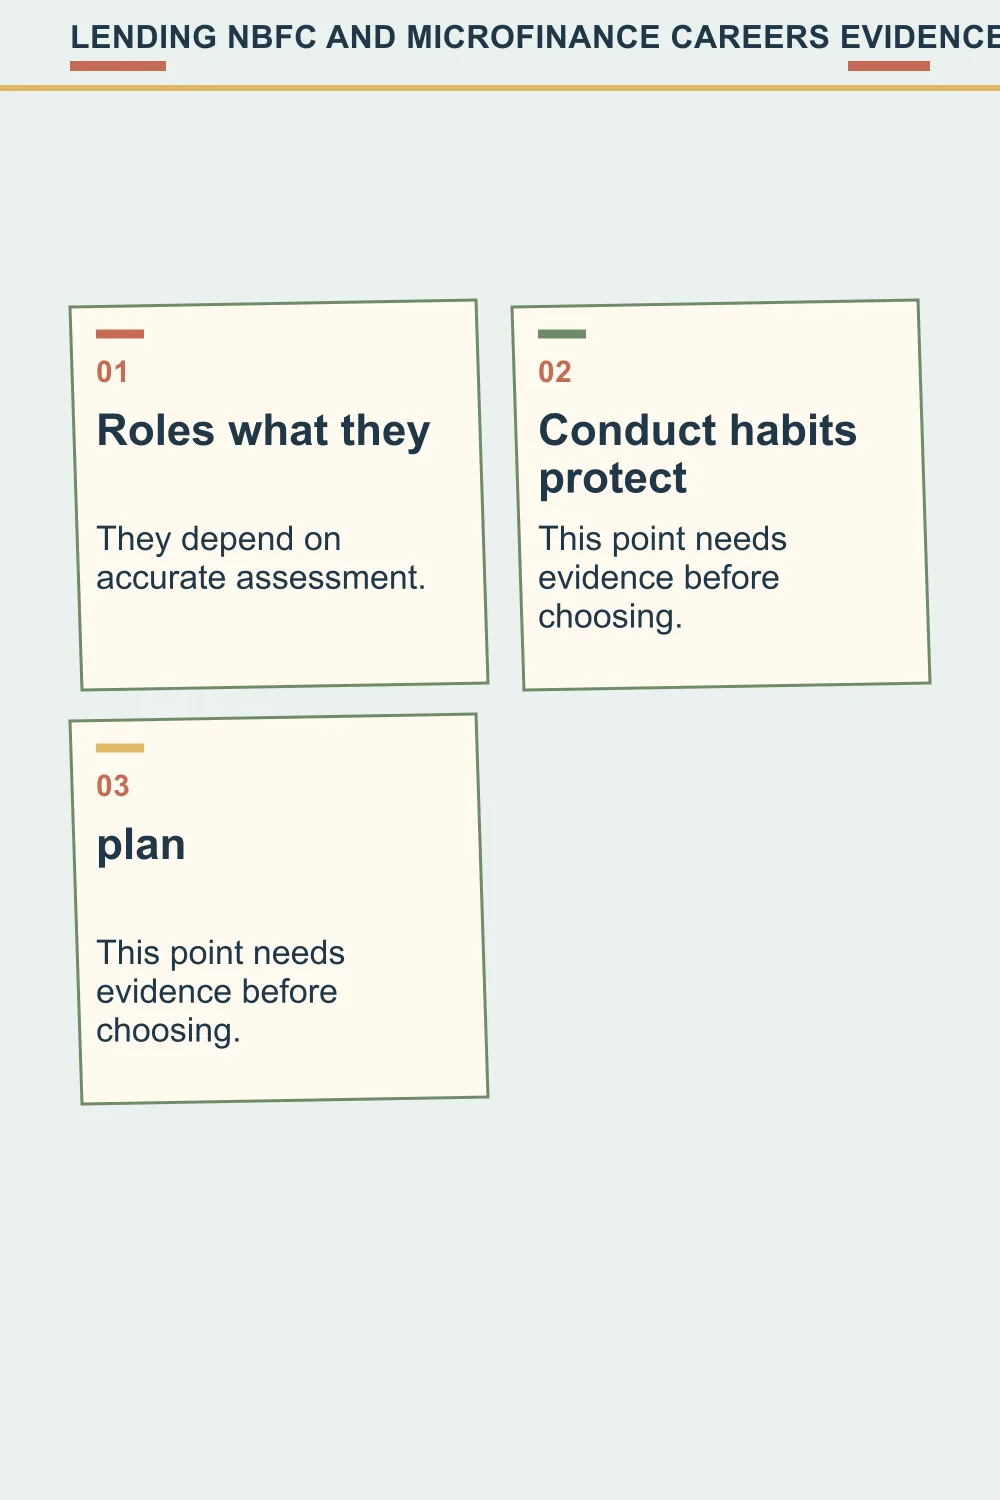 LENDING NBFC AND MICROFINANCE CAREERS EVIDENCE
01
Roles what they
They depend on
accurate assessment.
02
Conduct habits
protect
This point needs
evidence before
choosing.
03
plan
This point needs
evidence before
choosing.